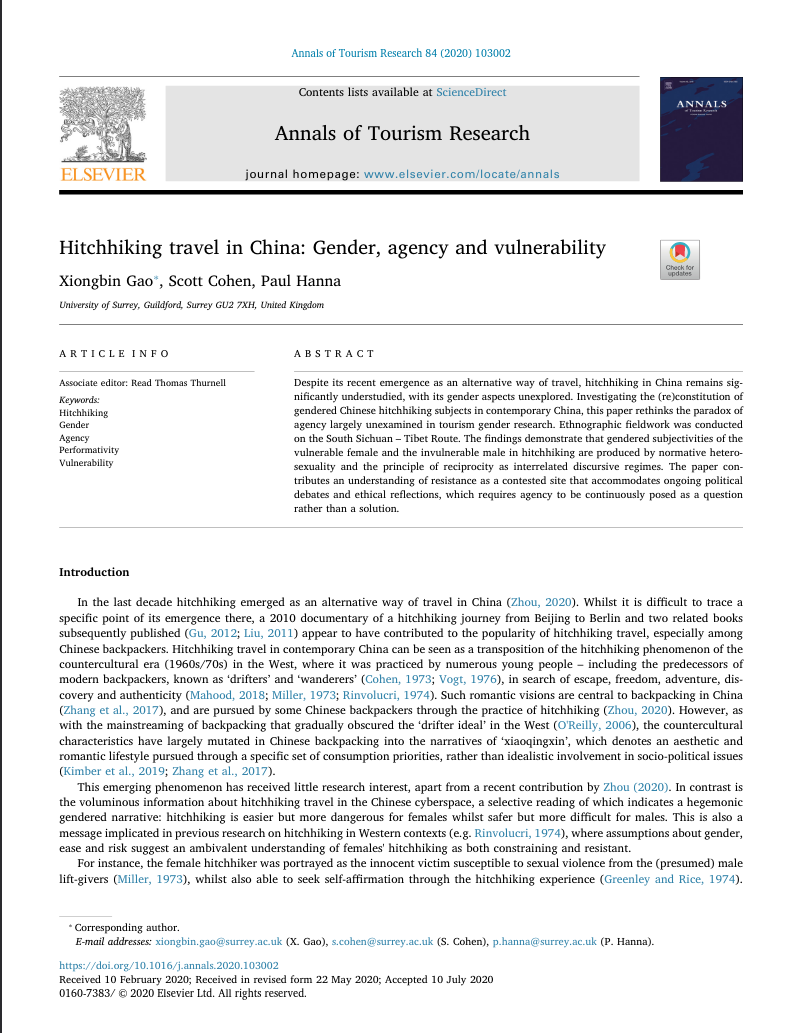 Annals of Tourism Research 84 (2020) 103002
Contents lists available at ScienceDirect
Annals of Tourism Research
journal homepage: www.elsevier.com/locate/annals
ELSEVIER
ANNALS
of Tourism Research
Hitchhiking travel in China: Gender, agency and vulnerability
Check for
updates
Xiongbin Gao*, Scott Cohen, Paul Hanna
University of Surrey, Guildford, Surrey GU2 7XH, United Kingdom
ARTICLE INFO
Associate editor: Read Thomas Thurnell
Keywords:
Hitchhiking
Gender
Agency
Performativity
Vulnerability
ABSTRACT
Despite its recent emergence as an alternative way of travel, hitchhiking in China remains sig-
nificantly understudied, with its gender aspects unexplored. Investigating the (re)constitution of
gendered Chinese hitchhiking subjects in contemporary China, this paper rethinks the paradox of
agency largely unexamined in tourism gender research. Ethnographic fieldwork was conducted
on the South Sichuan – Tibet Route. The findings demonstrate that gendered subjectivities of the
vulnerable female and the invulnerable male in hitchhiking are produced by normative hetero-
sexuality and the principle of reciprocity as interrelated discursive regimes. The paper con-
tributes an understanding of resistance as a contested site that accommodates ongoing political
debates and ethical reflections, which requires agency to be continuously posed as a question
rather than a solution.
Introduction
In the last decade hitchhiking emerged as an alternative way of travel in China (Zhou, 2020). Whilst it is difficult to trace a
specific point of its emergence there, a 2010 documentary of a hitchhiking journey from Beijing to Berlin and two related books
subsequently published (Gu, 2012; Liu, 2011) appear to have contributed to the popularity of hitchhiking travel, especially among
Chinese backpackers. Hitchhiking travel in contemporary China can be seen as a transposition of the hitchhiking phenomenon of the
countercultural era (1960s/70s) in the West, where it was practiced by numerous young people – including the predecessors of
modern backpackers, known as ‘drifters’ and ‘wanderers’ (Cohen, 1973; Vogt, 1976), in search of escape, freedom, adventure, dis-
covery and authenticity (Mahood, 2018; Miller, 1973; Rinvolucri, 1974). Such romantic visions are central to backpacking in China
(Zhang et al., 2017), and are pursued by some Chinese backpackers through the practice of hitchhiking (Zhou, 2020). However, as
with the mainstreaming of backpacking that gradually obscured the ‘drifter ideal’ in the West (O'Reilly, 2006), the countercultural
characteristics have largely mutated in Chinese backpacking into the narratives of ‘xiaoqingxin’, which denotes an aesthetic and
romantic lifestyle pursued through a specific set of consumption priorities, rather than idealistic involvement in socio-political issues
(Kimber et al., 2019; Zhang et al., 2017).
This emerging phenomenon has received little research interest, apart from a recent contribution by Zhou (2020). In contrast is
the voluminous information about hitchhiking travel in the Chinese cyberspace, a selective reading of which indicates a hegemonic
gendered narrative: hitchhiking is easier but more dangerous for females whilst safer but more difficult for males. This is also a
message implicated in previous research on hitchhiking in Western contexts (e.g. Rinvolucri, 1974), where assumptions about gender,
ease and risk suggest an ambivalent understanding of females' hitchhiking as both constraining and resistant.
For instance, the female hitchhiker was portrayed as the innocent victim susceptible to sexual violence from the (presumed) male
lift-givers (Miller, 1973), whilst also able to seek self-affirmation through the hitchhiking experience (Greenley and Rice, 1974).
* Corresponding author.
E-mail addresses: xiongbin.gao@surrey.ac.uk (X. Gao), s.cohen@surrey.ac.uk (S. Cohen), p.hanna@surrey.ac.uk (P. Hanna).
https://doi.org/10.1016/j.annals.2020.103002
Received 10 February 2020; Received in revised form 22 May 2020; Accepted 10 July 2020
0160-7383/ © 2020 Elsevier Ltd. All rights reserved.